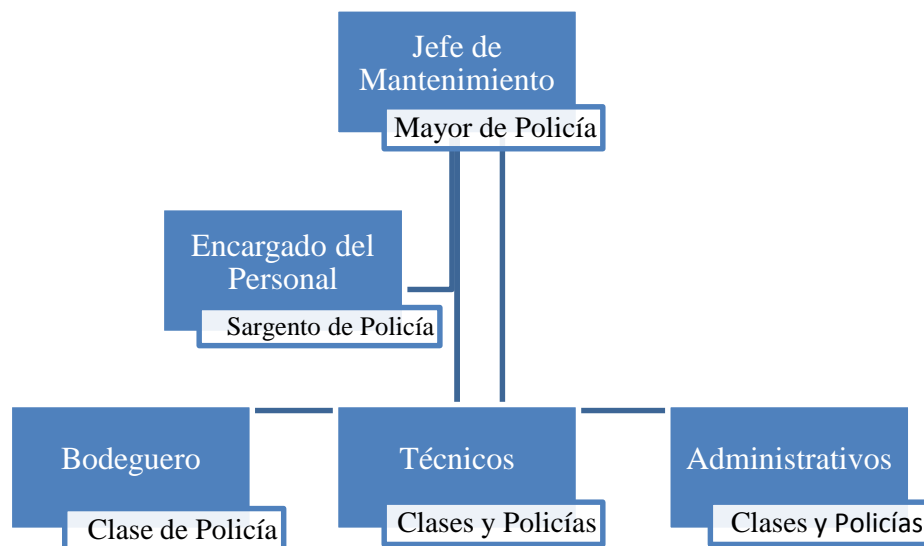 Jefe de
Mantenimiento
Mayor de Policía
Encargado del
Personal
Sargento de Policía
Bodeguero
Clase de Policía
Técnicos
Clases y Policías
Administrativos
Clases y Policías